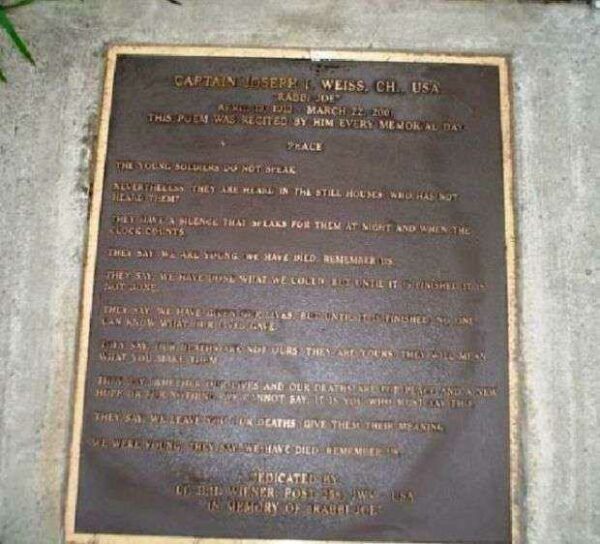 CAPTAIN JOSEPH I. WEISS, CH., USA
"RABBI JOE"
1912 - MARCH 22, 2001
THIS POEM WAS RECITED BY HIM EVERY MEMORIAL DAY
PEACE
THE YOUNG SOLDIERS DO NOT SPEAK.
NEVERTHELESS THEY ARE HEARD IN THE STILL HOUSES: WHO HAS NOT
HEARD THEM?
THEY HAVE A SILENCE THAT SPEAKS FOR THEM AT NIGHT AND WHEN THE
CLOCK COUNTS.
THEY SAY, WE ARE YOUNG. WE HAVE DIED. REMEMBER US.
THEY SAY, WE HAVE DONE WHAT WE COULD BUT UNTIL IT IS FINISHED IT IS
NOT DONE.
THEY SAY, WE HAVE GIVEN OUR LIVES BUT UNTIL IT IS FINISHED NO ONE
CAN KNOW WHAT OUR LIVES GAVE.
THEY SAY, OUR DEATHS ARE NOT OURS; THEY ARE YOURS; THEY WILL MEAN
WHAT YOU MAKE THEM.
THEY SAY, WHETHER OUR LIVES AND OUR DEATHS ARE FOR PEACE AND A NEW
HOPE OR FOR NOTHING WE CANNOT SAY. IT IS YOU WHO MUST SAY THIS.
THEY SAY, WE LEAVE YOU OUR DEATHS. GIVE THEM THEIR MEANING.
WE WERE YOUNG, THEY SAY. WE HAVE DIED. REMEMBER US.
DEDICATED BY
LT. WIENER POST JWV - USA
"IN MEMORY OF "RABBI JOE"